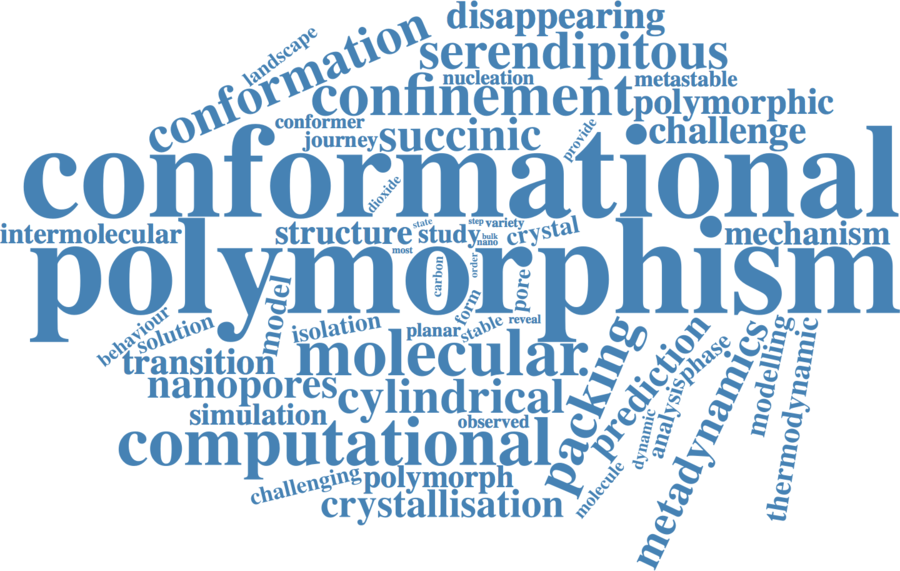 disappearing
landscape
conformation
serendipitous
nucleation
metastable
confinement
polymorphic
conformer
journey
succinic
provide
challenge
conformational
dioxide
intermolecular
structure
state
study
step
variety
bulk
nano
most
crystal
mechanism
polymorphism
carbon
order
pore
form
model
behaviour
solution
isolation
planar
stable
reveal
transition
molecular.
packing
prediction
phase
metadynamics
modelling
thermodynamic
nanopores
cylindrical
analysis
simulation
observed
dynamic
computational
molecule
challenging
polymorph
crystallisation